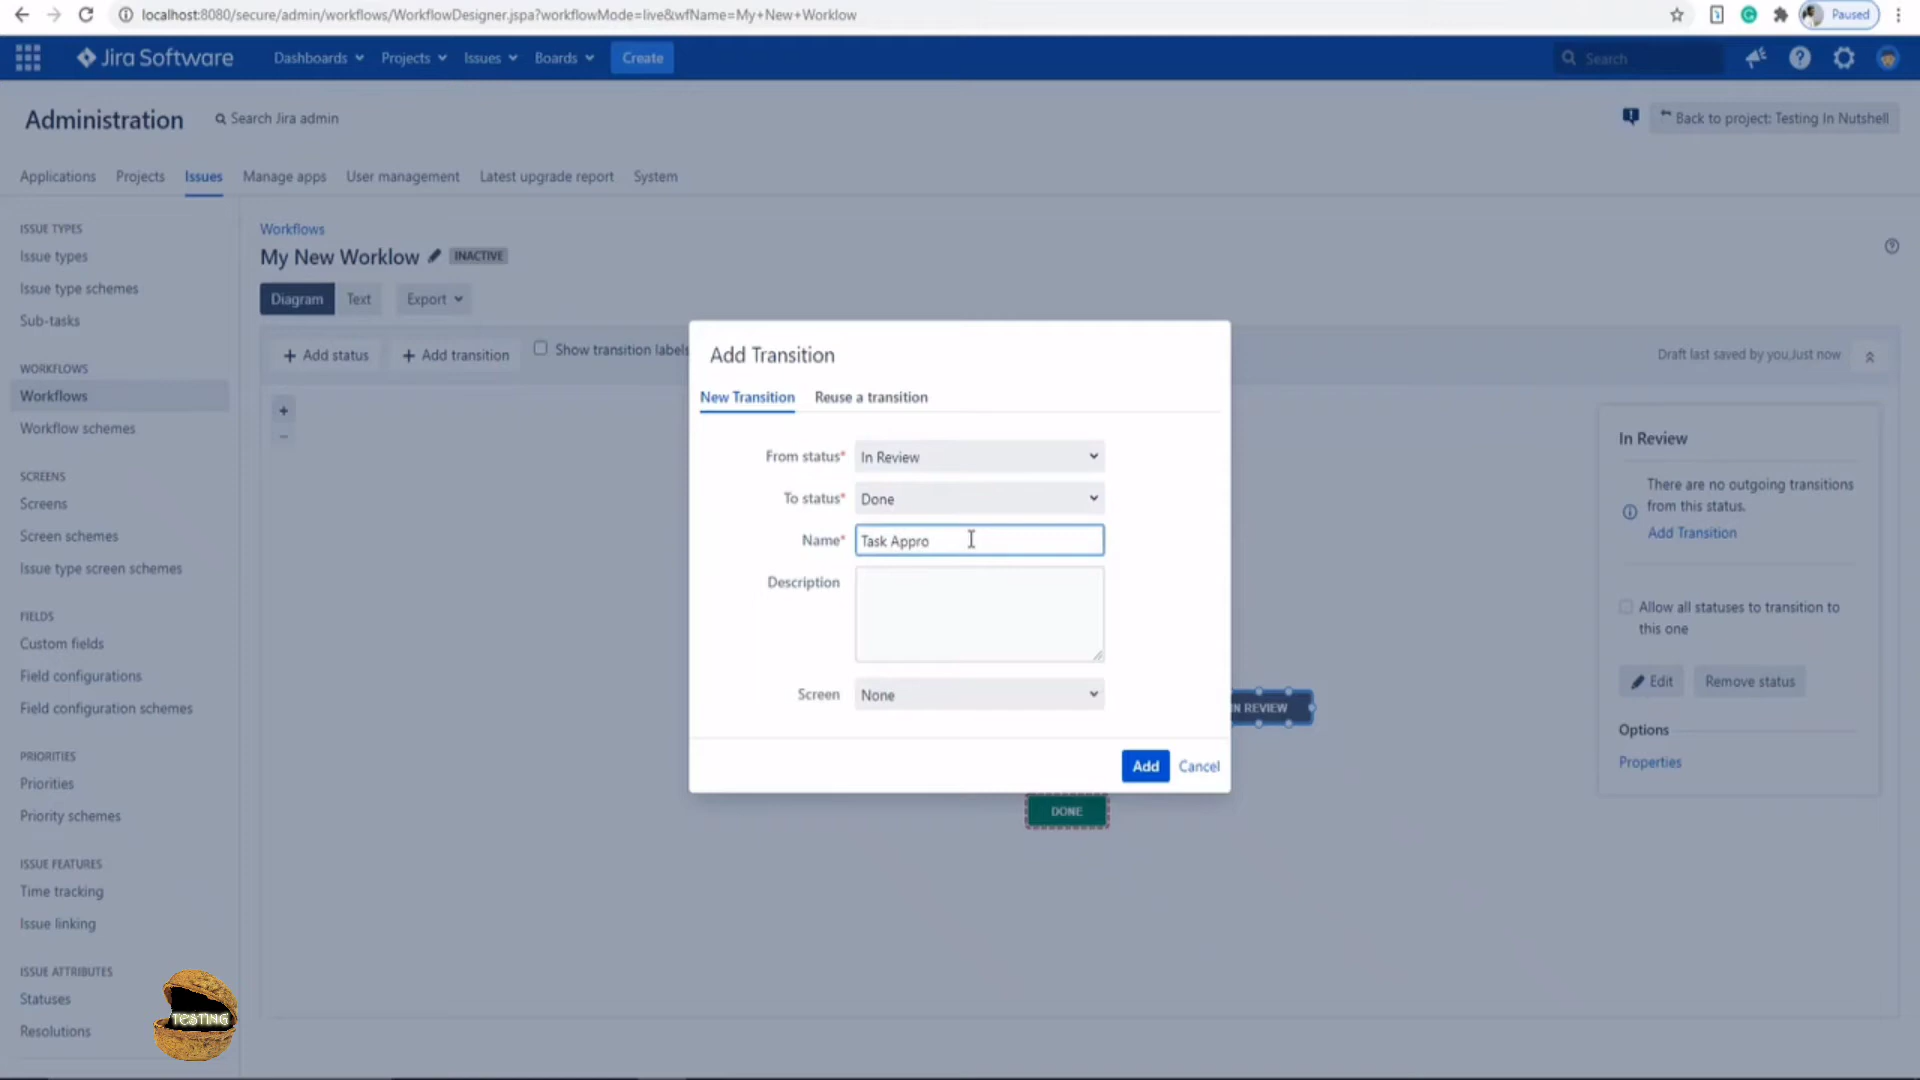 localhost:8080/secure/admin/workflows/WorkflowDesigner.jspa?workflowMode=live&wfName=My+New+Worklow
Paused
Jira Software
Dashboards
Projects
Issues
Boards
Create
Search
Administration
Search Jira admin
Back to project: Testing In Nutshell
Applications
Projects
Issues
Manage apps
User management
Latest upgrade report
System
ISSUE TYPES
Issue types
Issue type schemes
Sub-tasks
WORKFLOWS
Workflows
Workflow schemes
SCREENS
Screens
Screen schemes
Issue type screen schemes
FIELDS
Custom fields
Field configurations
Field configuration schemes
PRIORITIES
Priorities
Priority schemes
ISSUE FEATURES
Time tracking
Issue linking
ISSUE ATTRIBUTES
Statuses
Resolutions
TESTING
Workflows
My New Worklow
INACTIVE
Diagram
Text
Export
+ Add status
+ Add transition
Show transition labels
Draft last saved by you,Just now
+
−
Add Transition
New Transition
Reuse a transition
From status*
In Review
To status*
Done
Name*
Task Appro
Description
Screen
None
Add
Cancel
IN REVIEW
DONE
In Review
There are no outgoing transitions
from this status.
Add Transition
Allow all statuses to transition to
this one
Edit
Remove status
Options
Properties